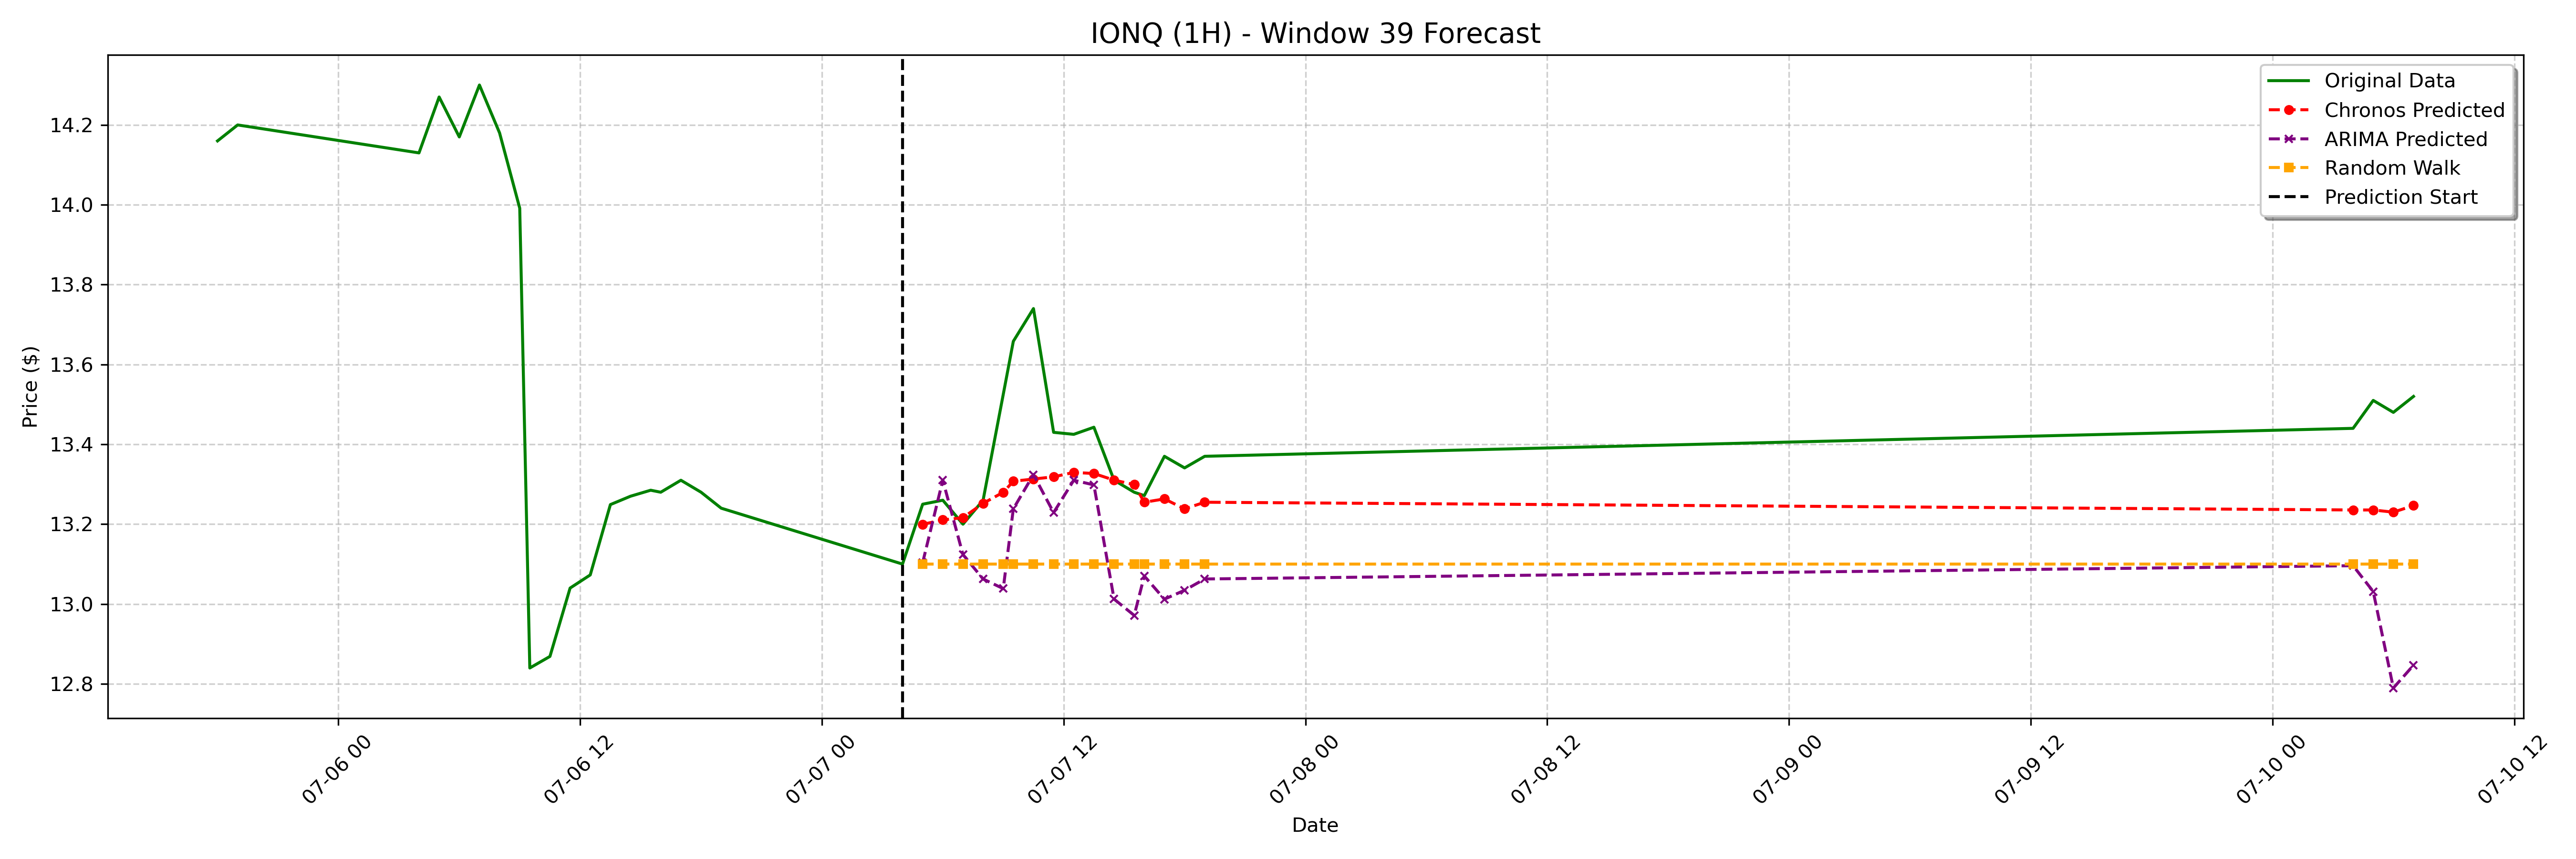 IONQ (1H) - Window 39 Forecast
Original Data
Chronos Predicted
ARIMA Predicted
Random Walk
Prediction Start
Price ($)
14.2
14.0
13.8
13.6
13.4
13.2
13.0
12.8
07-06 00
07-06 12
07-07 00
07-07 12
07-08 00
07-08 12
07-09 00
07-09 12
07-10 00
07-10 12
Date